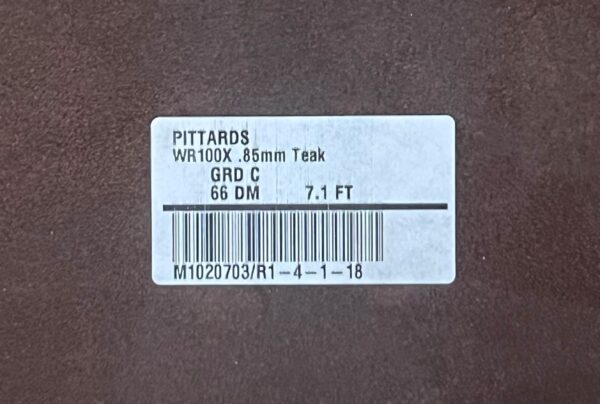 PITTARDS
WR100X .85mm Teak
GRD C
66 DM 7.1 FT
M1020703/R1-4-1-18